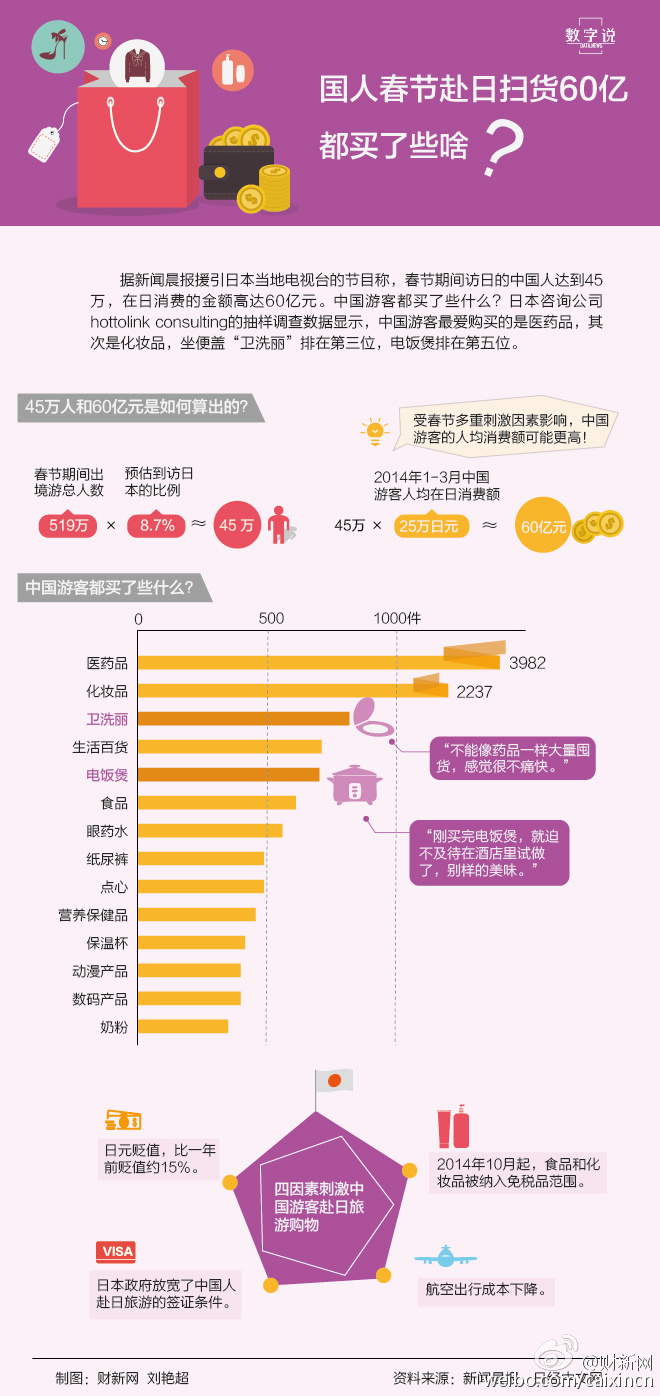 数字说
DATA NEWS
国人春节赴日扫货60亿
都买了些啥?
据新闻晨报援引日本当地电视台的节目称，春节期间访日的中国人达到45
万，在日消费的金额高达60亿元。中国游客都买了些什么？日本咨询公司
hottolink consulting的抽样调查数据显示，中国游客最爱购买的是医药品，其
次是化妆品，坐便盖“卫洗丽”排在第三位，电饭煲排在第五位。
45万人和60亿元是如何算出的？
受春节多重刺激因素影响，中国
游客的人均消费额可能更高！
春节期间出
境游总人数
预估到访日
本的比例
519万 × 8.7% ≈ 45万
2014年1-3月中国
游客人均在日消费额
45万 × 25万日元 ≈ 60亿元
中国游客都买了些什么？
0 500 1000件
医药品 3982
化妆品 2237
卫洗丽
生活百货
“不能像药品一样大量囤
货，感觉很不痛快。”
电饭煲
食品
眼药水
“刚买完电饭煲，就迫
不及待在酒店里试做
了，别样的美味。”
纸尿裤
点心
营养保健品
保温杯
动漫产品
数码产品
奶粉
日元贬值，比一年
前贬值约15%。
2014年10月起，食品和化
妆品被纳入免税品范围。
四因素刺激中
国游客赴日旅
游购物
VISA
日本政府放宽了中国人
赴日旅游的签证条件。
航空出行成本下降。
制图：财新网 刘艳超
资料来源：新闻晨报、日经中文网
@财新网
weibo.com/caixincn